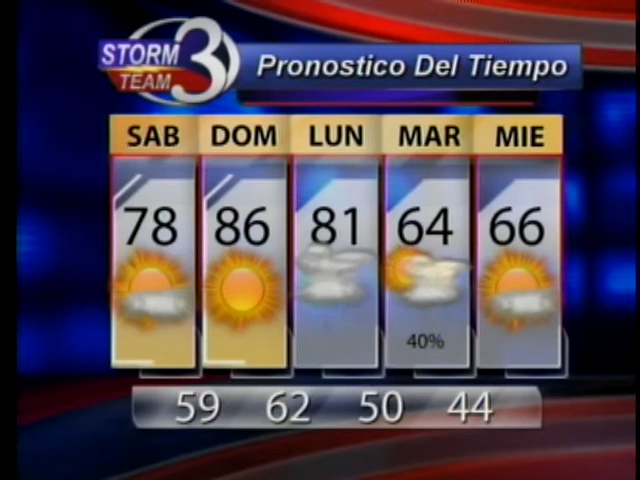 STORM TEAM 3
Pronostico Del Tiempo
SAB DOM LUN MAR MIE
78 86 81 64 66
40%
59 62 50 44